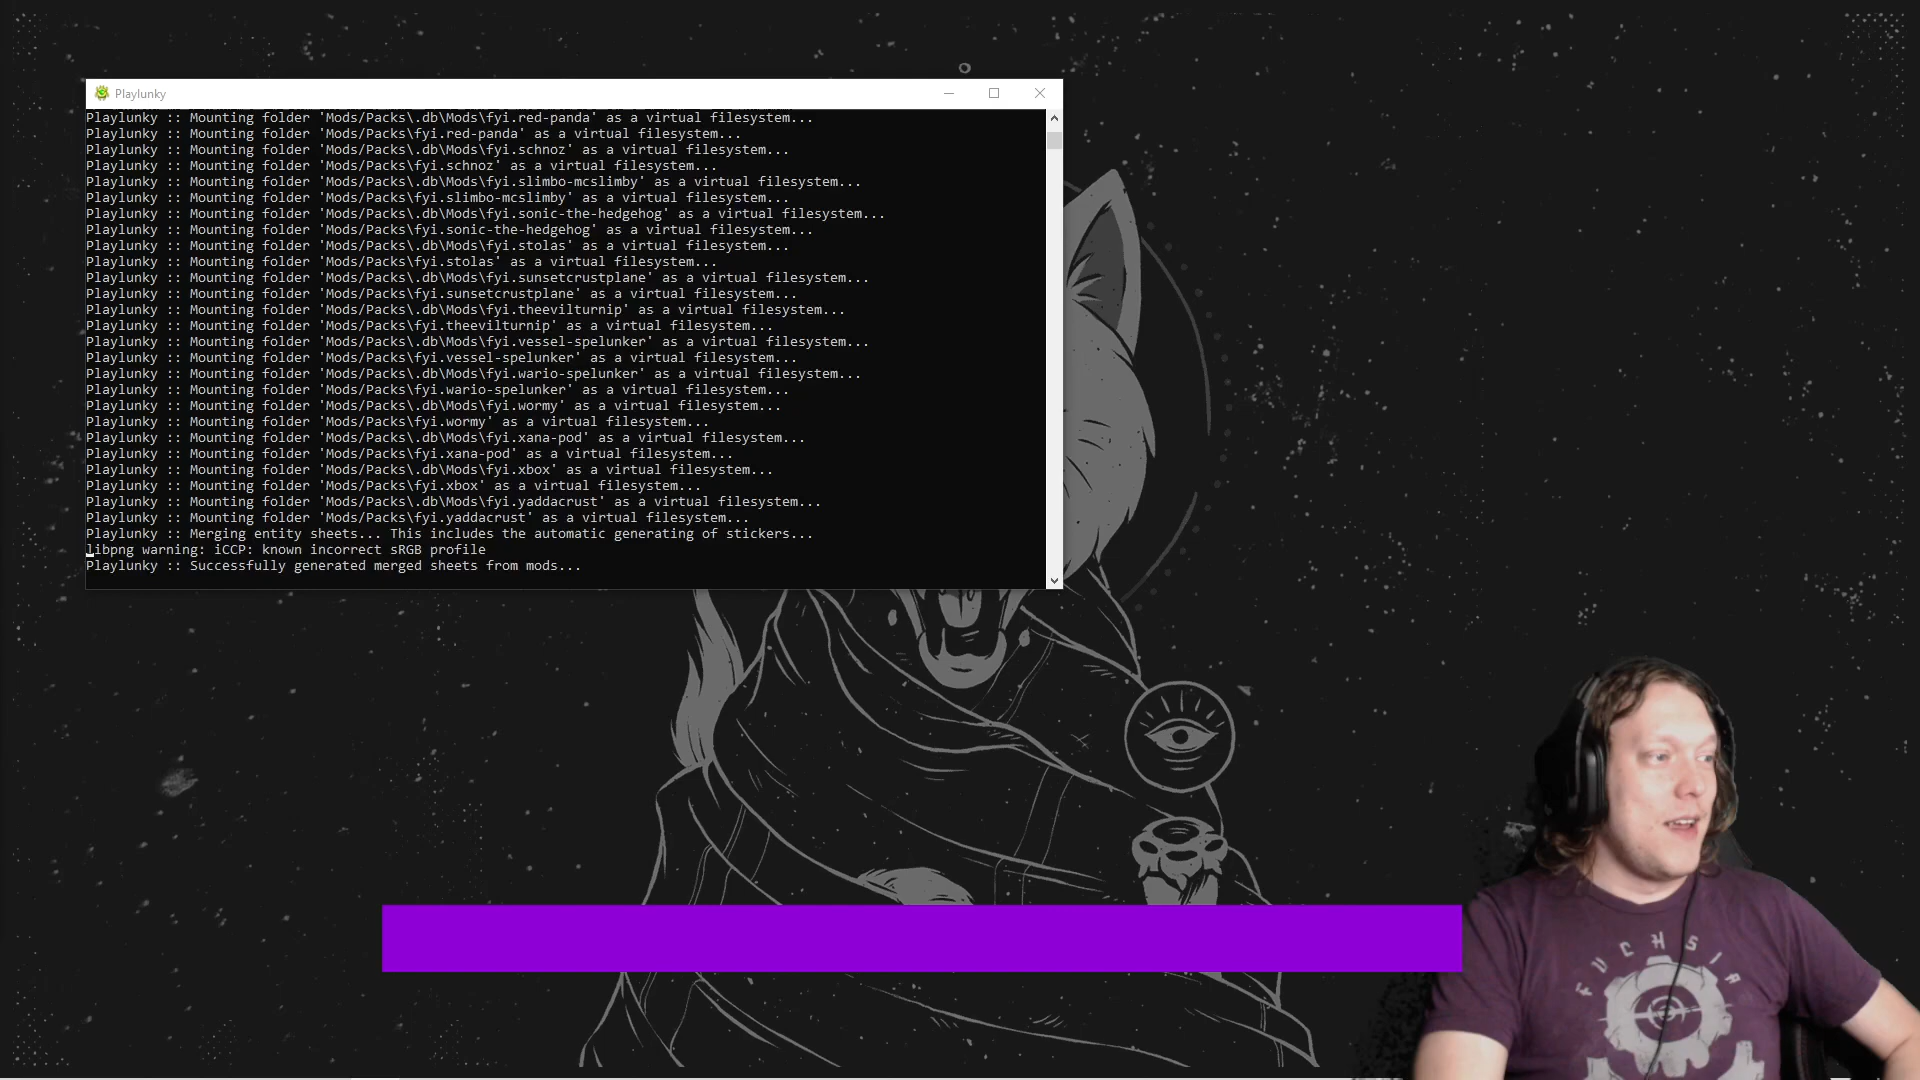 Playlunky
Playlunky :: Mounting folder 'Mods/Packs\.db\Mods\fyi.red-panda' as a virtual filesystem...
Playlunky :: Mounting folder 'Mods/Packs\fyi.red-panda' as a virtual filesystem...
Playlunky :: Mounting folder 'Mods/Packs\.db\Mods\fyi.schnoz' as a virtual filesystem...
Playlunky :: Mounting folder 'Mods/Packs\fyi.schnoz' as a virtual filesystem...
Playlunky :: Mounting folder 'Mods/Packs\.db\Mods\fyi.slimbo-mcslimby' as a virtual filesystem...
Playlunky :: Mounting folder 'Mods/Packs\fyi.slimbo-mcslimby' as a virtual filesystem...
Playlunky :: Mounting folder 'Mods/Packs\.db\Mods\fyi.sonic-the-hedgehog' as a virtual filesystem...
Playlunky :: Mounting folder 'Mods/Packs\fyi.sonic-the-hedgehog' as a virtual filesystem...
Playlunky :: Mounting folder 'Mods/Packs\.db\Mods\fyi.stolas' as a virtual filesystem...
Playlunky :: Mounting folder 'Mods/Packs\fyi.stolas' as a virtual filesystem...
Playlunky :: Mounting folder 'Mods/Packs\.db\Mods\fyi.sunsetcrustplane' as a virtual filesystem...
Playlunky :: Mounting folder 'Mods/Packs\fyi.sunsetcrustplane' as a virtual filesystem...
Playlunky :: Mounting folder 'Mods/Packs\.db\Mods\fyi.theevilturnip' as a virtual filesystem...
Playlunky :: Mounting folder 'Mods/Packs\fyi.theevilturnip' as a virtual filesystem...
Playlunky :: Mounting folder 'Mods/Packs\.db\Mods\fyi.vessel-spelunker' as a virtual filesystem...
Playlunky :: Mounting folder 'Mods/Packs\fyi.vessel-spelunker' as a virtual filesystem...
Playlunky :: Mounting folder 'Mods/Packs\.db\Mods\fyi.wario-spelunker' as a virtual filesystem...
Playlunky :: Mounting folder 'Mods/Packs\fyi.wario-spelunker' as a virtual filesystem...
Playlunky :: Mounting folder 'Mods/Packs\.db\Mods\fyi.wormy' as a virtual filesystem...
Playlunky :: Mounting folder 'Mods/Packs\fyi.wormy' as a virtual filesystem...
Playlunky :: Mounting folder 'Mods/Packs\.db\Mods\fyi.xana-pod' as a virtual filesystem...
Playlunky :: Mounting folder 'Mods/Packs\fyi.xana-pod' as a virtual filesystem...
Playlunky :: Mounting folder 'Mods/Packs\.db\Mods\fyi.xbox' as a virtual filesystem...
Playlunky :: Mounting folder 'Mods/Packs\fyi.xbox' as a virtual filesystem...
Playlunky :: Mounting folder 'Mods/Packs\.db\Mods\fyi.yaddacrust' as a virtual filesystem...
Playlunky :: Mounting folder 'Mods/Packs\fyi.yaddacrust' as a virtual filesystem...
Playlunky :: Merging entity sheets... This includes the automatic generating of stickers...
libpng warning: iCCP: known incorrect sRGB profile
Playlunky :: Successfully generated merged sheets from mods...
FUCHSIA